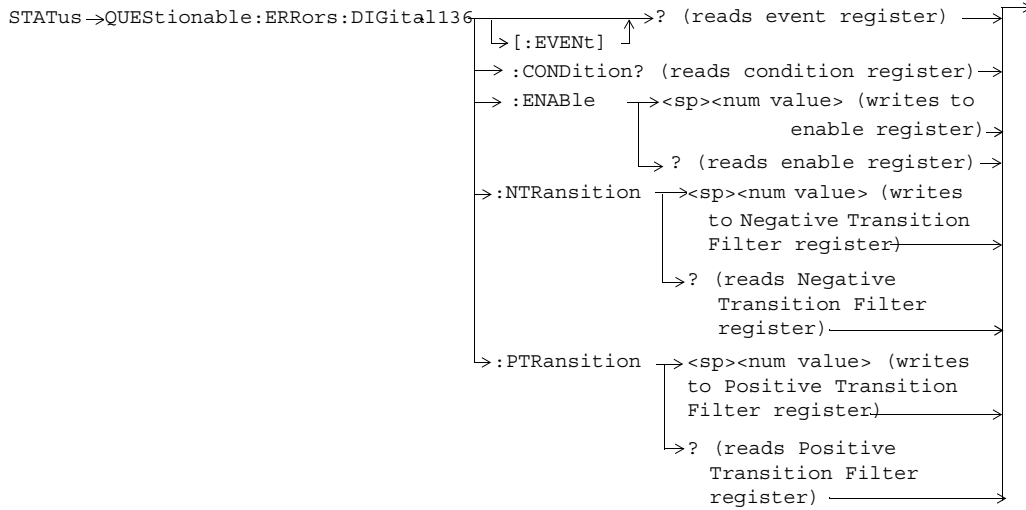 STATus QUEStionable:ERRors:DIGital136 ? (reads event register)
[:EVENt]
:CONDition? (reads condition register)
:ENABle <sp><num value> (writes to
enable register)
? (reads enable register)
:NTRansition <sp><num value> (writes
to Negative Transition
Filter register)
? (reads Negative
Transition Filter
register)
:PTRansition <sp><num value> (writes
to Positive Transition
Filter register)
? (reads Positive
Transition Filter
register)